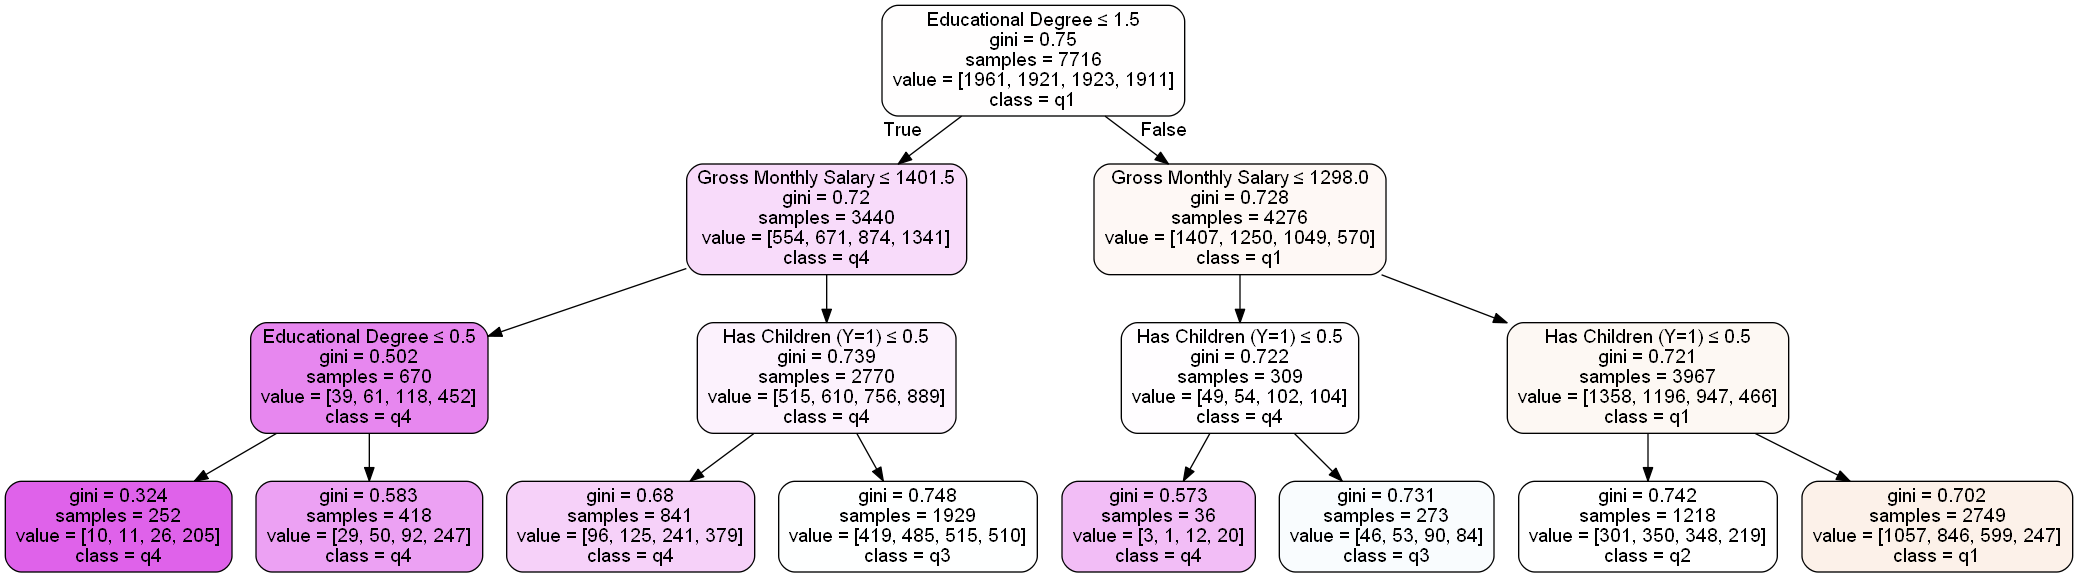 Educational Degree ≤ 1.5
gini = 0.75
samples = 7716
value = [1961, 1921, 1923, 1911]
class = q1
True
False
Gross Monthly Salary ≤ 1401.5
gini = 0.72
samples = 3440
value = [554, 671, 874, 1341]
class = q4
Gross Monthly Salary ≤ 1298.0
gini = 0.728
samples = 4276
value = [1407, 1250, 1049, 570]
class = q1
Educational Degree ≤ 0.5
gini = 0.502
samples = 670
value = [39, 61, 118, 452]
class = q4
Has Children (Y=1) ≤ 0.5
gini = 0.739
samples = 2770
value = [515, 610, 756, 889]
class = q4
Has Children (Y=1) ≤ 0.5
gini = 0.722
samples = 309
value = [49, 54, 102, 104]
class = q4
Has Children (Y=1) ≤ 0.5
gini = 0.721
samples = 3967
value = [1358, 1196, 947, 466]
class = q1
gini = 0.324
samples = 252
value = [10, 11, 26, 205]
class = q4
gini = 0.583
samples = 418
value = [29, 50, 92, 247]
class = q4
gini = 0.68
samples = 841
value = [96, 125, 241, 379]
class = q4
gini = 0.748
samples = 1929
value = [419, 485, 515, 510]
class = q3
gini = 0.573
samples = 36
value = [3, 1, 12, 20]
class = q4
gini = 0.731
samples = 273
value = [46, 53, 90, 84]
class = q3
gini = 0.742
samples = 1218
value = [301, 350, 348, 219]
class = q2
gini = 0.702
samples = 2749
value = [1057, 846, 599, 247]
class = q1